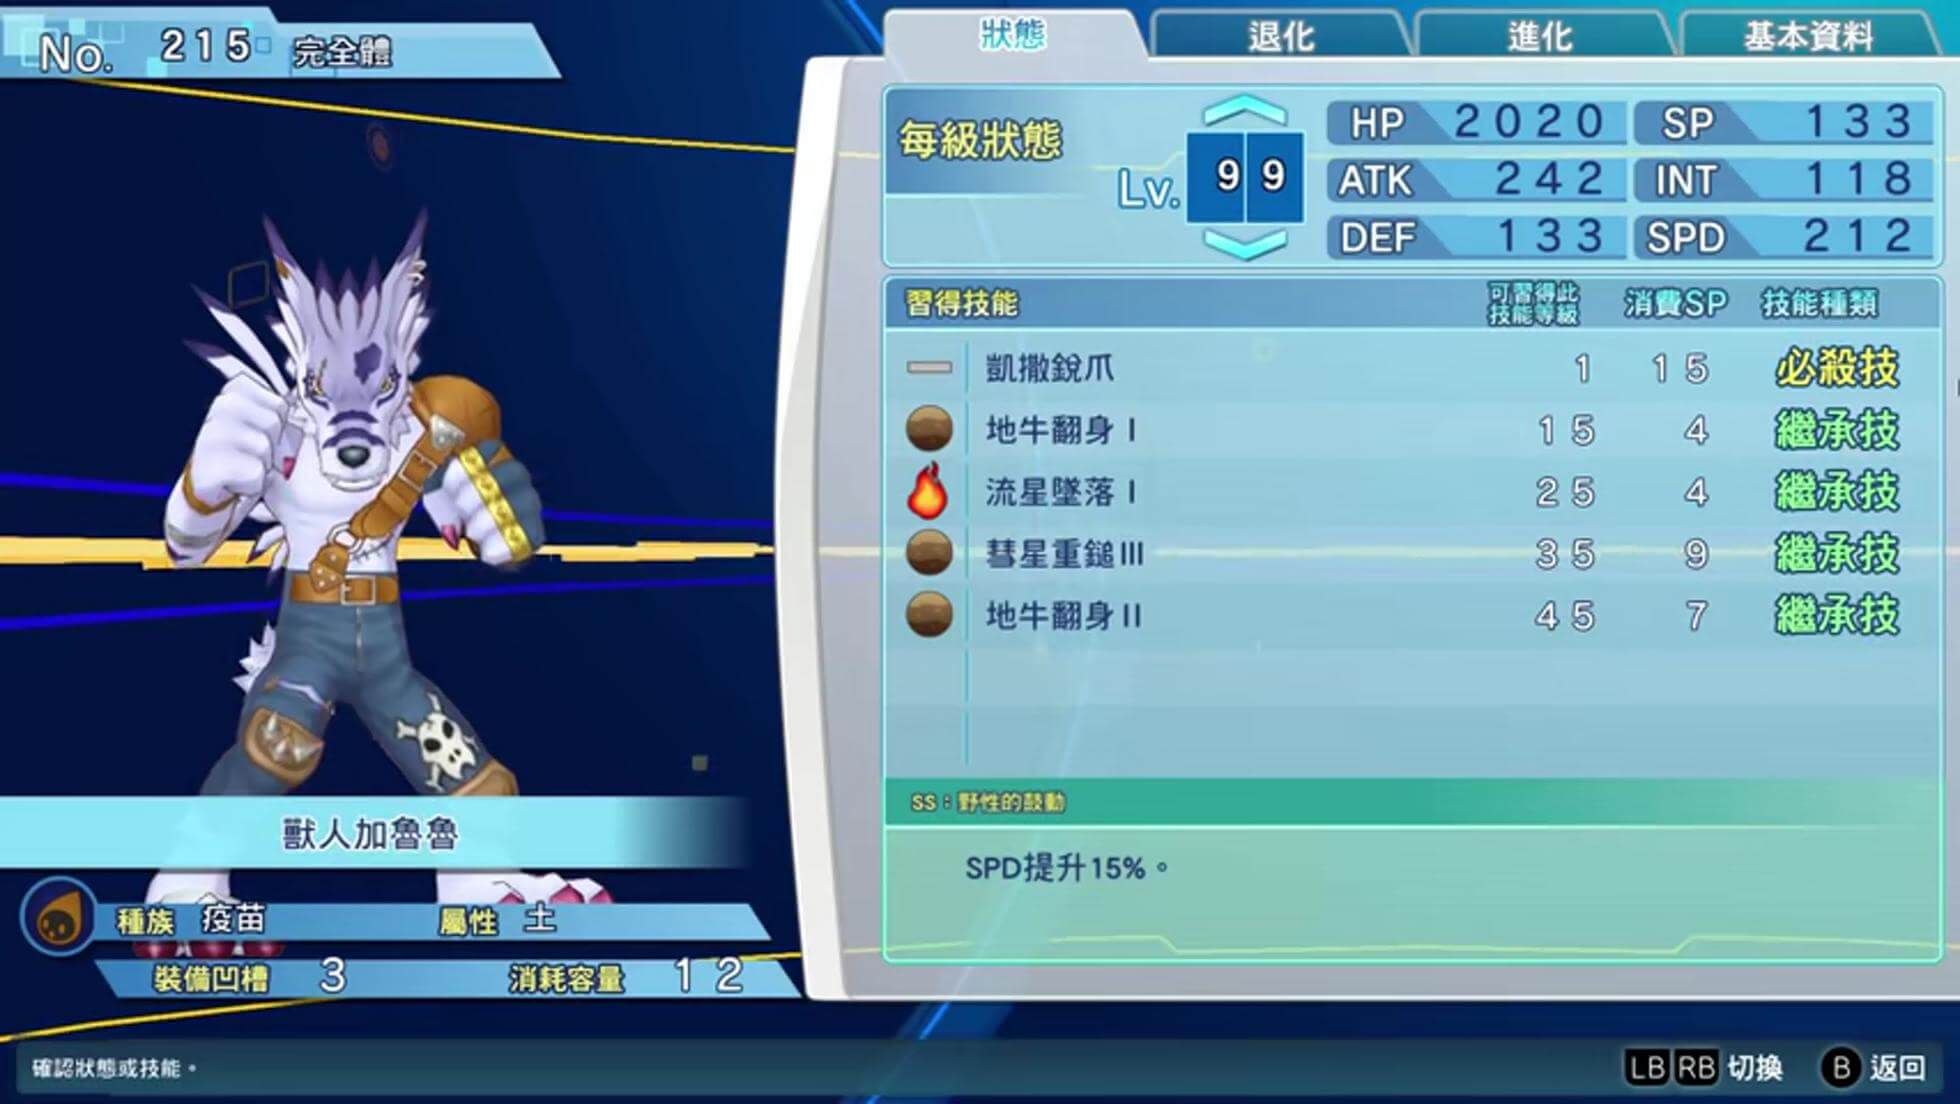 No. 215 完全體
狀態 退化 進化 基本資料
每級狀態
Lv. 99
HP 2020 SP 133
ATK 242 INT 118
DEF 133 SPD 212
習得技能 可習得此技能等級 消費SP 技能種類
凱撒銳爪 1 15 必殺技
地牛翻身 I 15 4 繼承技
流星墜落 I 25 4 繼承技
彗星重鎚III 35 9 繼承技
地牛翻身 II 45 7 繼承技
SS：野性的鼓動
SPD提升15%。
獸人加魯魯
種族 疫苗 屬性 土
裝備凹槽 3 消耗容量 12
確認狀態或技能。
LB RB 切換 B 返回